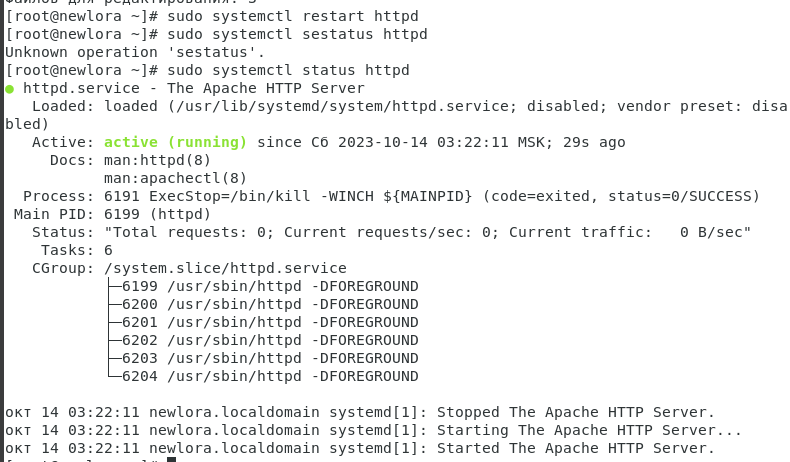 файлов для редактирования: 3
[root@newlora ~]# sudo systemctl restart httpd
[root@newlora ~]# sudo systemctl sestatus httpd
Unknown operation 'sestatus'.
[root@newlora ~]# sudo systemctl status httpd
● httpd.service - The Apache HTTP Server
   Loaded: loaded (/usr/lib/systemd/system/httpd.service; disabled; vendor preset: disa
bled)
   Active: active (running) since Сб 2023-10-14 03:22:11 MSK; 29s ago
     Docs: man:httpd(8)
           man:apachectl(8)
  Process: 6191 ExecStop=/bin/kill -WINCH ${MAINPID} (code=exited, status=0/SUCCESS)
 Main PID: 6199 (httpd)
   Status: "Total requests: 0; Current requests/sec: 0; Current traffic:   0 B/sec"
    Tasks: 6
   CGroup: /system.slice/httpd.service
           ├─6199 /usr/sbin/httpd -DFOREGROUND
           ├─6200 /usr/sbin/httpd -DFOREGROUND
           ├─6201 /usr/sbin/httpd -DFOREGROUND
           ├─6202 /usr/sbin/httpd -DFOREGROUND
           ├─6203 /usr/sbin/httpd -DFOREGROUND
           └─6204 /usr/sbin/httpd -DFOREGROUND
окт 14 03:22:11 newlora.localdomain systemd[1]: Stopped The Apache HTTP Server.
окт 14 03:22:11 newlora.localdomain systemd[1]: Starting The Apache HTTP Server...
окт 14 03:22:11 newlora.localdomain systemd[1]: Started The Apache HTTP Server.